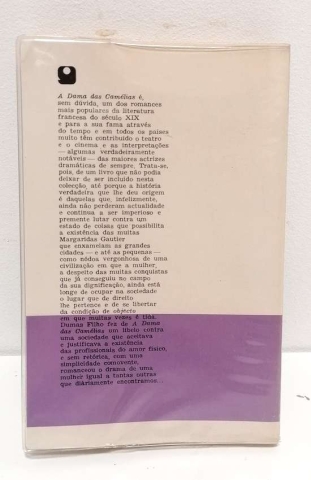 A Dama das Camélias é,
sem dúvida, um dos romances
mais populares da literatura
francesa do século XIX
e para a sua fama através
do tempo e em todos os países
muito têm contribuído o teatro
e o cinema e as interpretações
— algumas verdadeiramente
notáveis — das maiores actrizes
dramáticas de sempre. Trata-se,
pois, de um livro que não podia
deixar de ser incluído nesta
colecção, até porque a história
verdadeira que lhe deu origem
é daquelas que, infelizmente,
ainda não perderam actualidade
e continua a ser imperioso e
premente lutar contra um
estado de coisas que possibilita
a existência das muitas
Margaridas Gautier
que enxameiam as grandes
cidades — e até as pequenas —
como nódoa vergonhosa de uma
civilização em que a mulher,
a despeito das muitas conquistas
que já conseguiu no campo
da sua dignificação, ainda está
longe de ocupar na sociedade
o lugar que de direito
lhe pertence e de se libertar
da condição de objecto
em que muitas vezes é tida.
Dumas Filho fez de A Dama
das Camélias um libelo contra
uma sociedade que aceitava
e justificava a existência
das profissionais do amor físico,
e sem retórica, com uma
simplicidade comovente,
romanceou o drama de uma
mulher igual a tantas outras
que diàriamente encontramos...